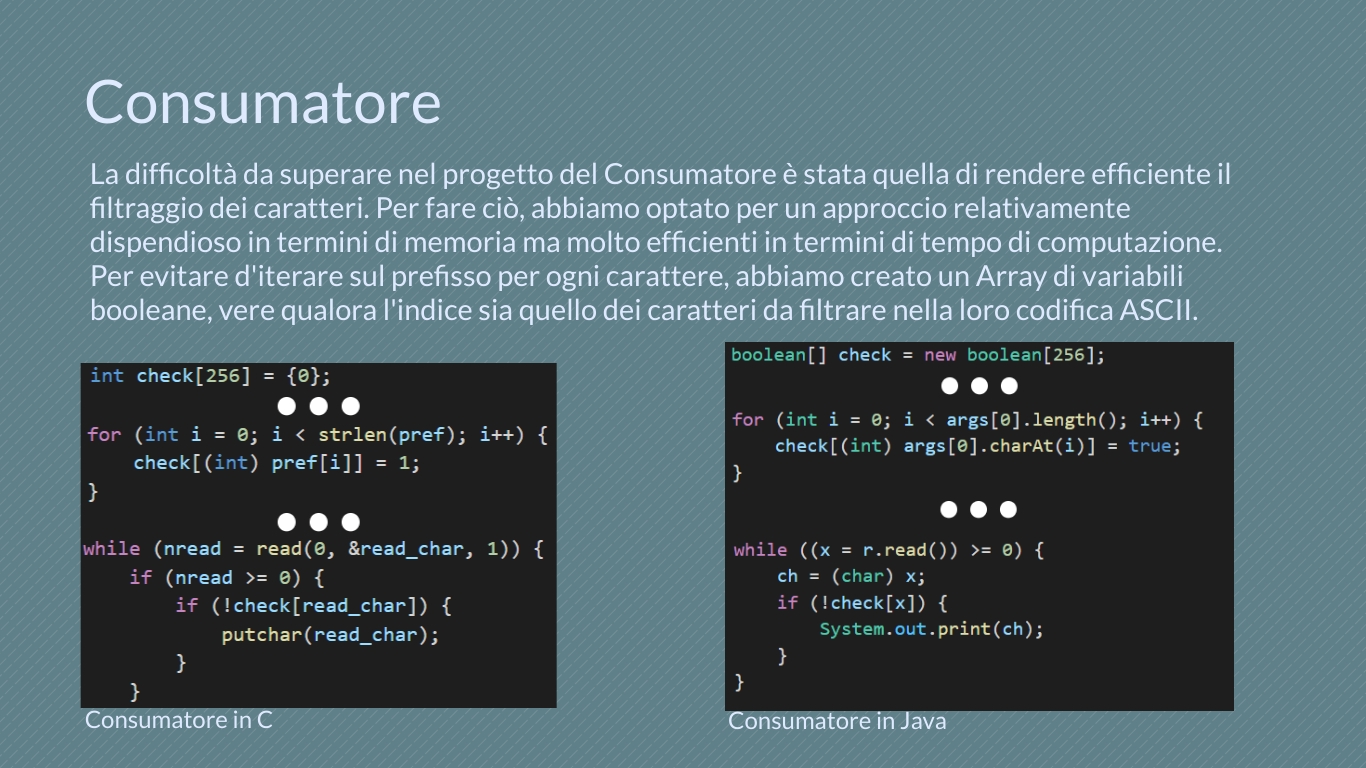 Consumatore
La difficoltà da superare nel progetto del Consumatore è stata quella di rendere efficiente il
filtraggio dei caratteri. Per fare ciò, abbiamo optato per un approccio relativamente
dispendioso in termini di memoria ma molto efficienti in termini di tempo di computazione.
Per evitare d'iterare sul prefisso per ogni carattere, abbiamo creato un Array di variabili
booleane, vere qualora l'indice sia quello dei caratteri da filtrare nella loro codifica ASCII.
int check[256] = {0};
for (int i = 0; i < strlen(pref); i++) {
    check[(int) pref[i]] = 1;
}
while (nread = read(0, &read_char, 1)) {
    if (nread >= 0) {
        if (!check[read_char]) {
            putchar(read_char);
        }
    }
Consumatore in C
boolean[] check = new boolean[256];
for (int i = 0; i < args[0].length(); i++) {
    check[(int) args[0].charAt(i)] = true;
}
while ((x = r.read()) >= 0) {
    ch = (char) x;
    if (!check[x]) {
        System.out.print(ch);
    }
}
Consumatore in Java